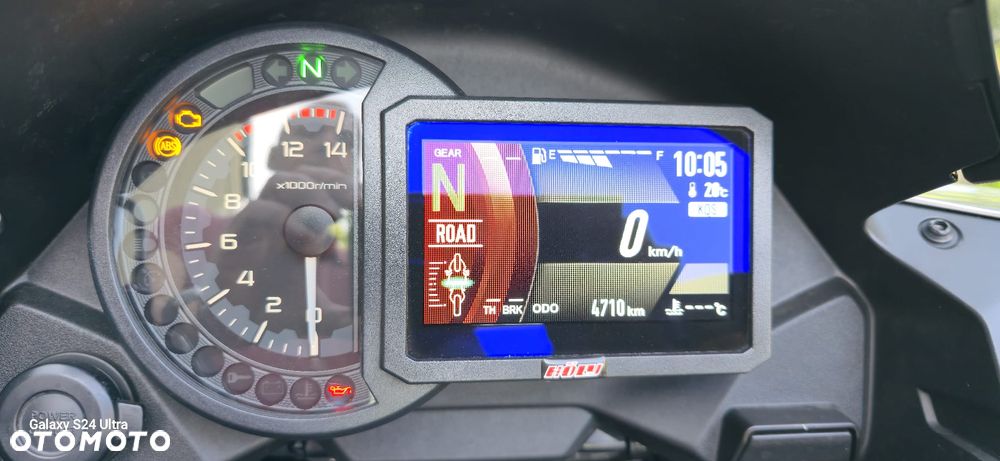 N
ABS
14
12
10
x1000r/min
8
6
4
2
0
GEAR
N
ROAD
TH BRK
E F
10:05
20°C
KQS
0 km/h
ODO 4710 km
---°C
POWER
Galaxy S24 Ultra
OTOMOTO